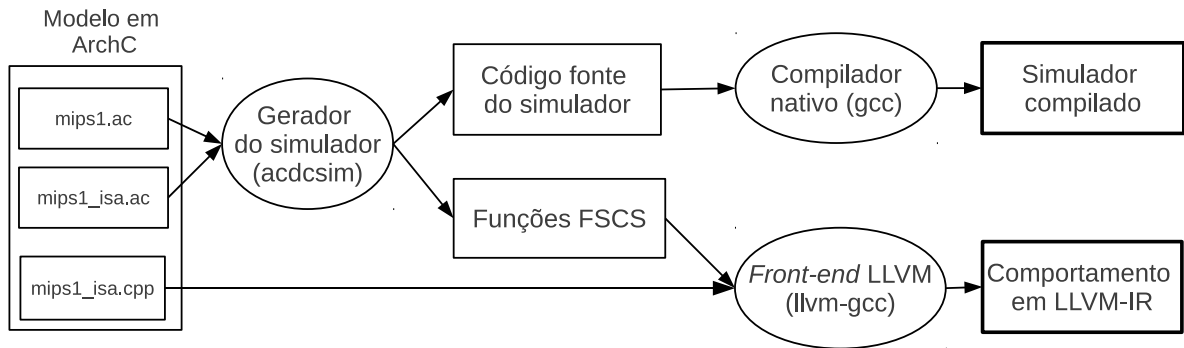 Modelo em
ArchC
mips1.ac
mips1_isa.ac
mips1_isa.cpp
Gerador
do simulador
(acdcsim)
Código fonte
do simulador
Funções FSCS
Compilador
nativo (gcc)
Front-end LLVM
(llvm-gcc)
Simulador
compilado
Comportamento
em LLVM-IR